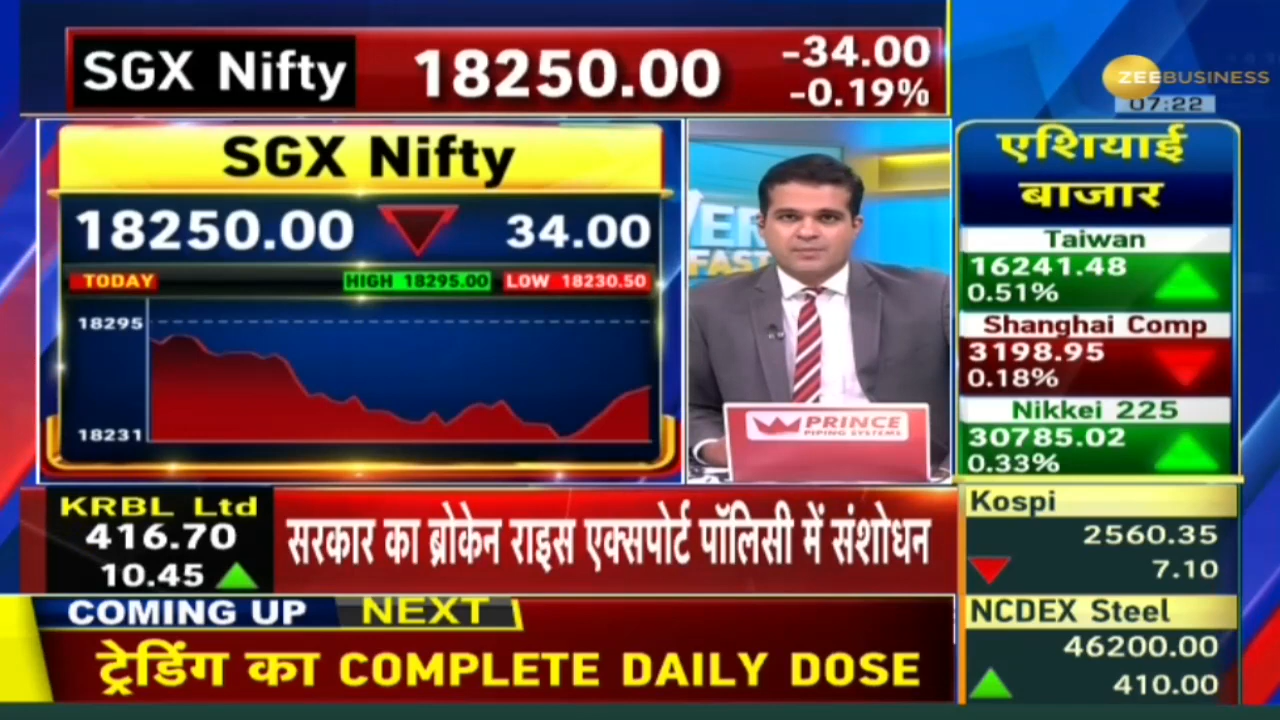 SGX Nifty
18250.00
-34.00
-0.19%
ZEEBUSINESS
07:22
SGX Nifty
18250.00
34.00
TODAY
HIGH 18295.00
LOW 18230.50
18295
18231
PRINCE
PIPING SYSTEMS
एशियाई
बाजार
Taiwan
16241.48
0.51%
Shanghai Comp
3198.95
0.18%
Nikkei 225
30785.02
0.33%
Kospi
2560.35
7.10
NCDEX Steel
46200.00
410.00
KRBL Ltd
416.70
10.45
सरकार का ब्रोकेन राइस एक्सपोर्ट पॉलिसी में संशोधन
COMING UP NEXT
ट्रेडिंग का COMPLETE DAILY DOSE